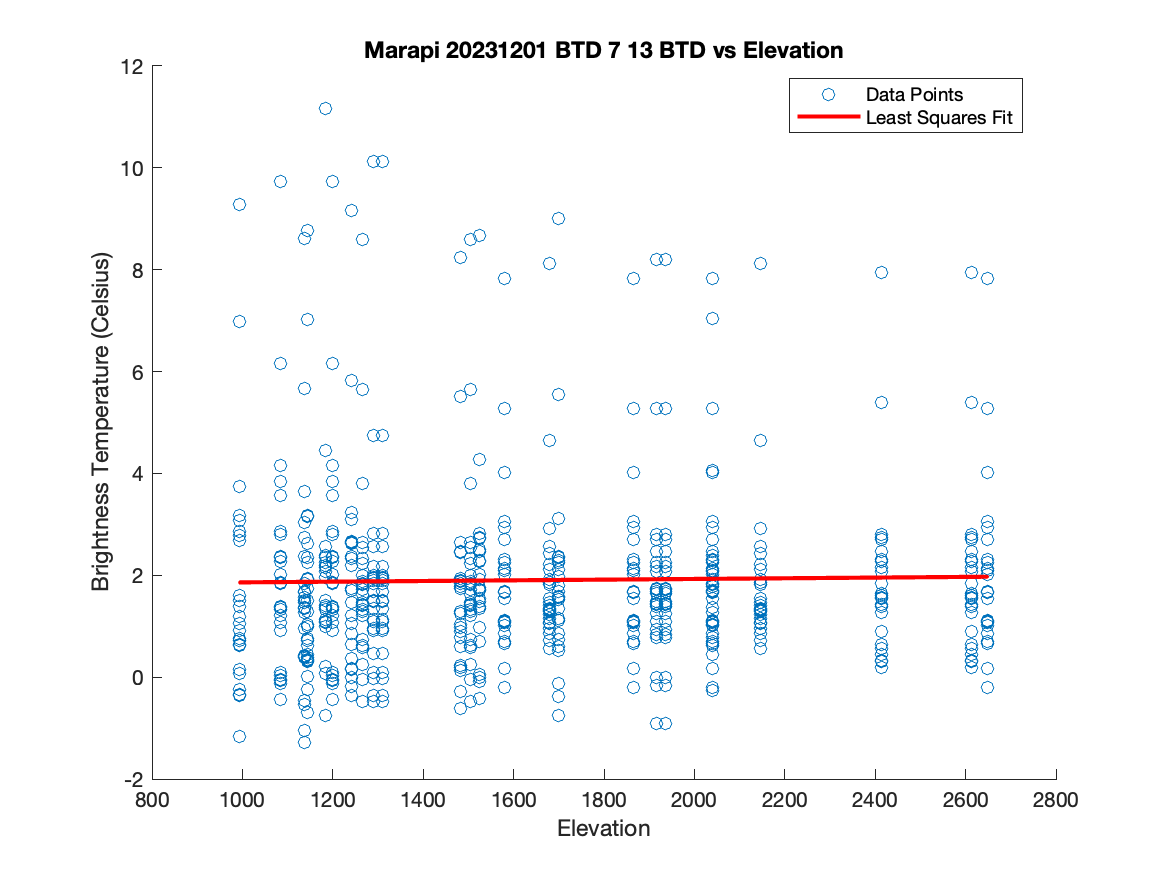 Marapi 20231201 BTD 7 13 BTD vs Elevation
12
10
8
6
4
2
0
-2
Brightness Temperature (Celsius)
Data Points
Least Squares Fit
800 1000 1200 1400 1600 1800 2000 2200 2400 2600 2800
Elevation